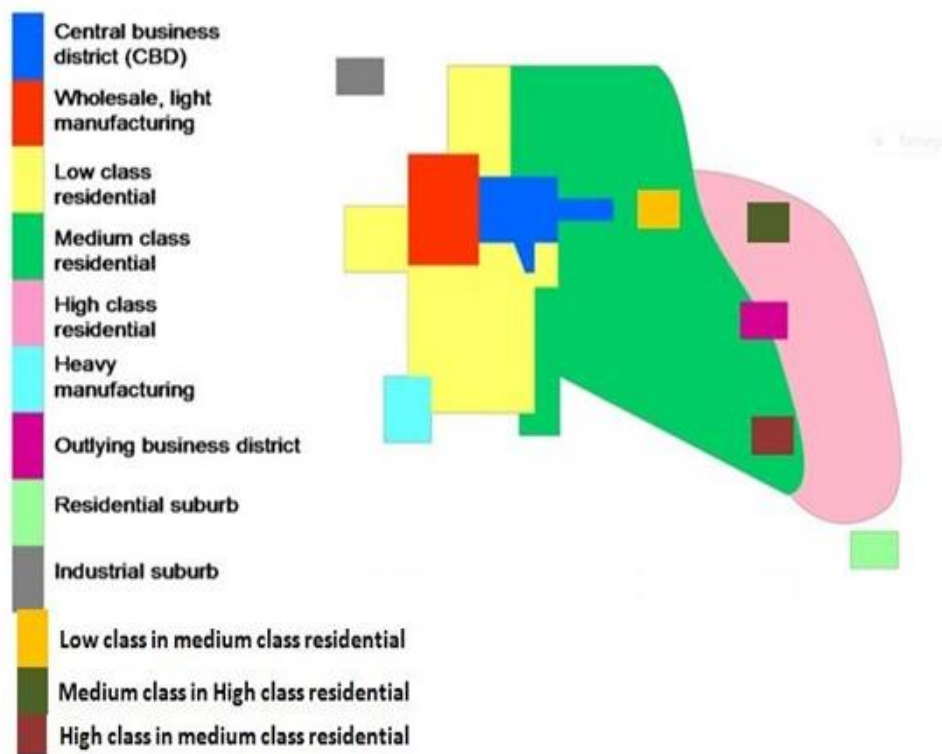 Central business
district (CBD)
Wholesale, light
manufacturing
Low class
residential
Medium class
residential
High class
residential
Heavy
manufacturing
Outlying business district
Residential suburb
Industrial suburb
Low class in medium class residential
Medium class in High class residential
High class in medium class residential